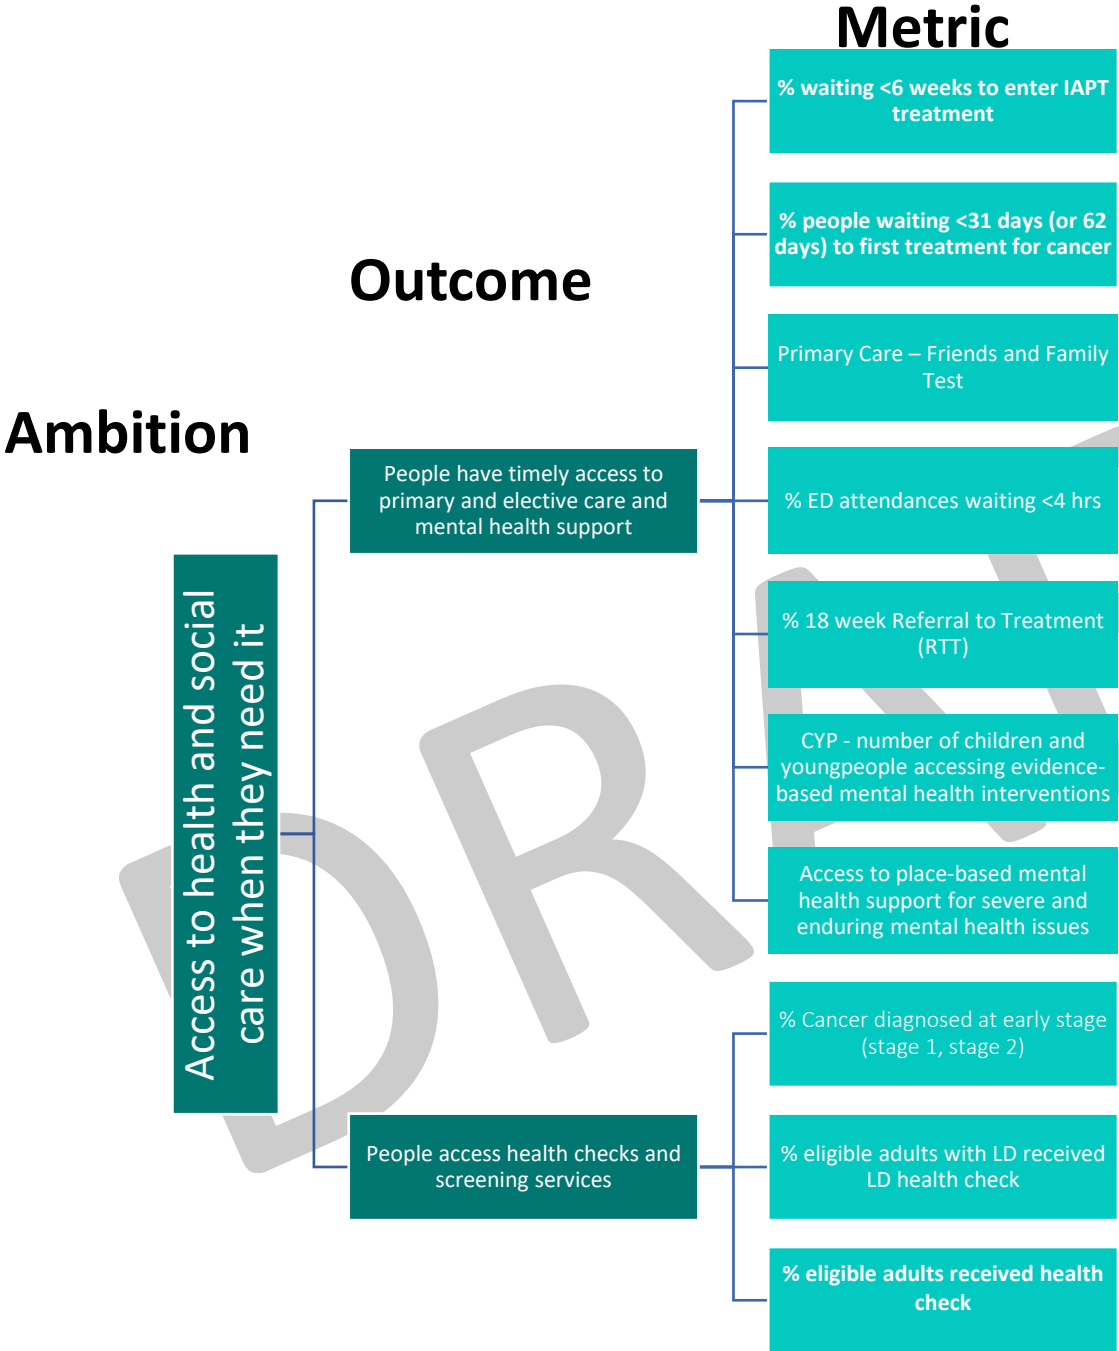 Metric
Outcome
Ambition
Access to health and social
care when they need it
People have timely access to
primary and elective care and
mental health support
% waiting <6 weeks to enter IAPT
treatment
% people waiting <31 days (or 62
days) to first treatment for cancer
Primary Care – Friends and Family
Test
% ED attendances waiting <4 hrs
% 18 week Referral to Treatment
(RTT)
CYP - number of children and
youngpeople accessing evidence-
based mental health interventions
Access to place-based mental
health support for severe and
enduring mental health issues
People access health checks and
screening services
% Cancer diagnosed at early stage
(stage 1, stage 2)
% eligible adults with LD received
LD health check
% eligible adults received health
check